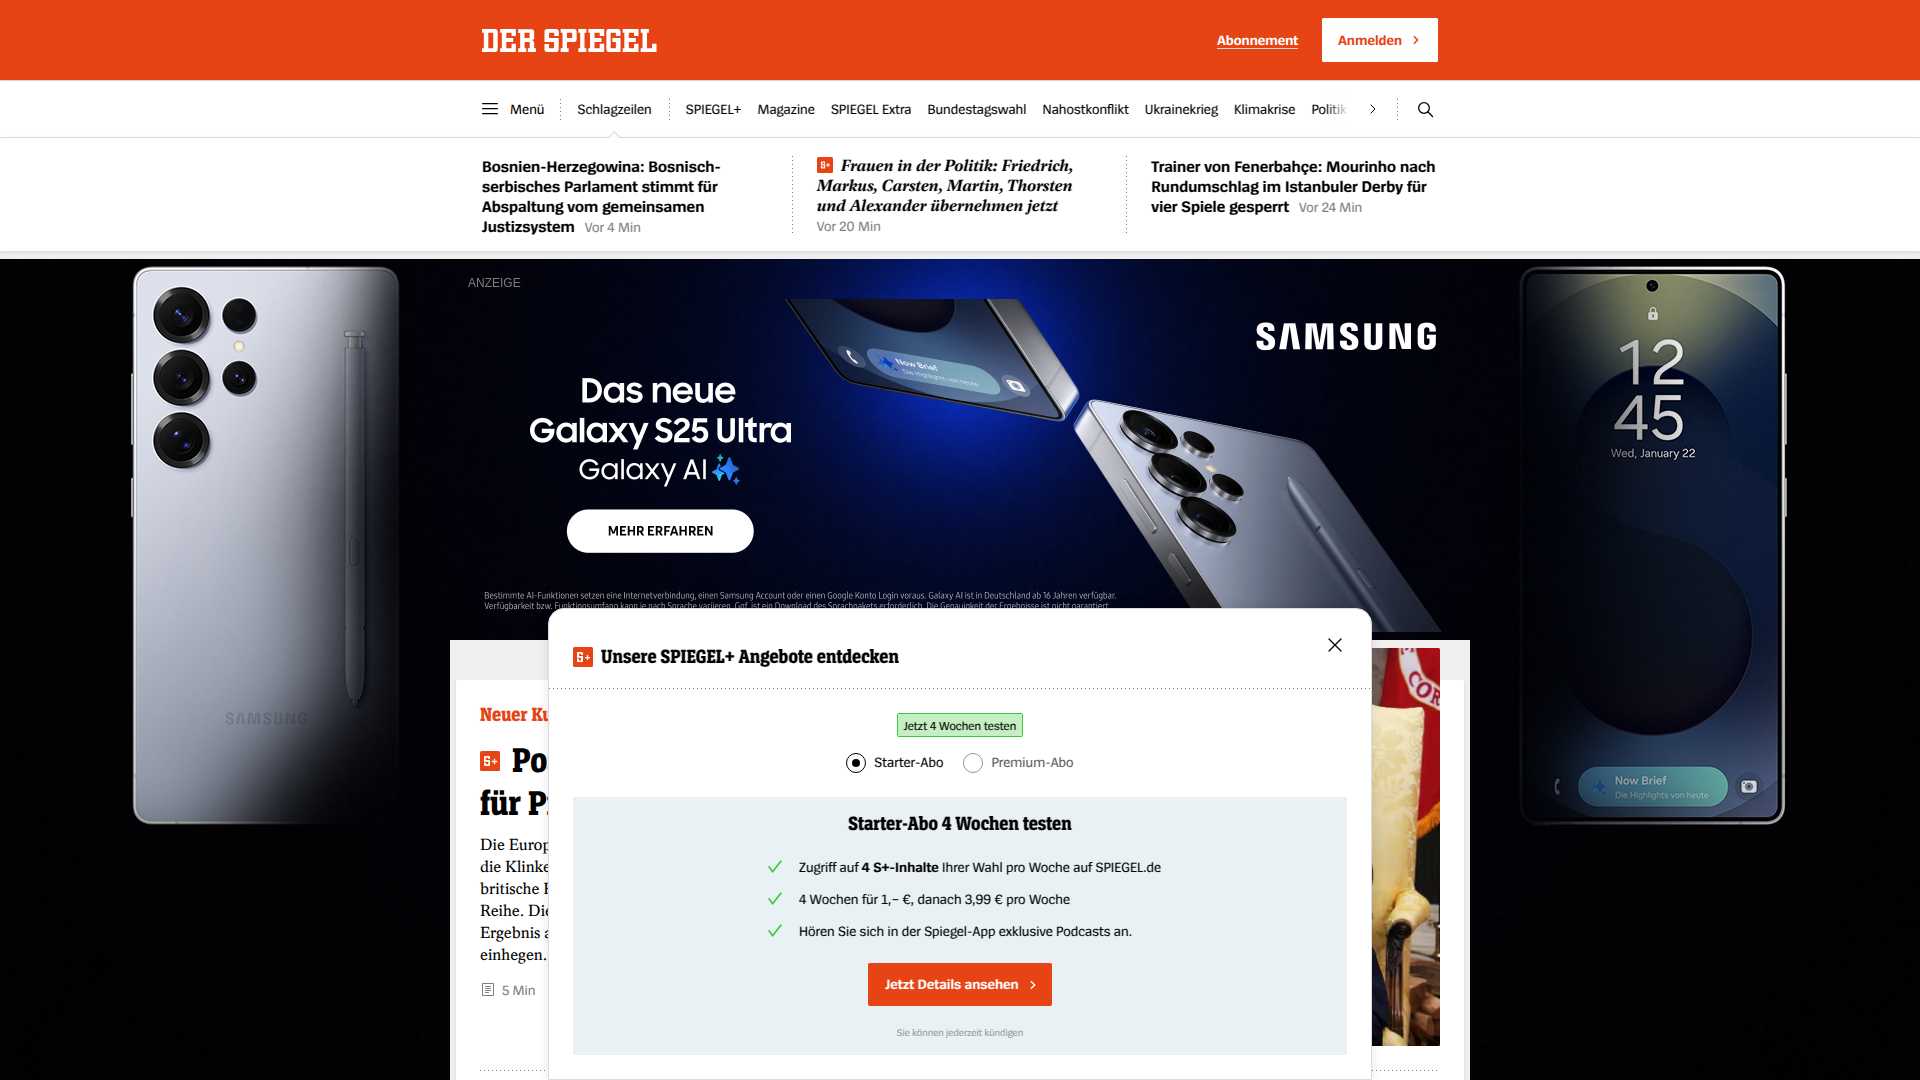 DER SPIEGEL
Abonnement
Anmelden
Menü
Schlagzeilen
SPIEGEL+
Magazine
SPIEGEL Extra
Bundestagswahl
Nahostkonflikt
Ukrainekrieg
Klimakrise
Politik
Bosnien-Herzegowina: Bosnisch-
serbisches Parlament stimmt für
Abspaltung vom gemeinsamen
Justizsystem Vor 4 Min
S+ Frauen in der Politik: Friedrich,
Markus, Carsten, Martin, Thorsten
und Alexander übernehmen jetzt
Vor 20 Min
Trainer von Fenerbahçe: Mourinho nach
Rundumschlag im Istanbuler Derby für
vier Spiele gesperrt Vor 24 Min
ANZEIGE
SAMSUNG
Das neue
Galaxy S25 Ultra
Galaxy AI
MEHR ERFAHREN
Bestimmte AI-Funktionen setzen eine Internetverbindung, einen Samsung Account oder einen Google Konto Login voraus. Galaxy AI ist in Deutschland ab 16 Jahren verfügbar.
Verfügbarkeit bzw. Funktionsumfang kann je nach Sprache variieren. Ggf. ist ein Download des Sprachpakets erforderlich. Die Genauigkeit der Ergebnisse ist nicht garantiert.
Now Brief
Die Highlights von heute
SAMSUNG
12
45
Wed, January 22
Now Brief
Die Highlights von heute
S+ Unsere SPIEGEL+ Angebote entdecken
Jetzt 4 Wochen testen
Starter-Abo
Premium-Abo
Starter-Abo 4 Wochen testen
Zugriff auf 4 S+-Inhalte Ihrer Wahl pro Woche auf SPIEGEL.de
4 Wochen für 1,– €, danach 3,99 € pro Woche
Hören Sie sich in der Spiegel-App exklusive Podcasts an.
Jetzt Details ansehen
Sie können jederzeit kündigen
Neuer
S+ Po
für
Die Europ
die Klinke
britische
Reihe. Die
Ergebnis
einhegen.
5 Min
COR